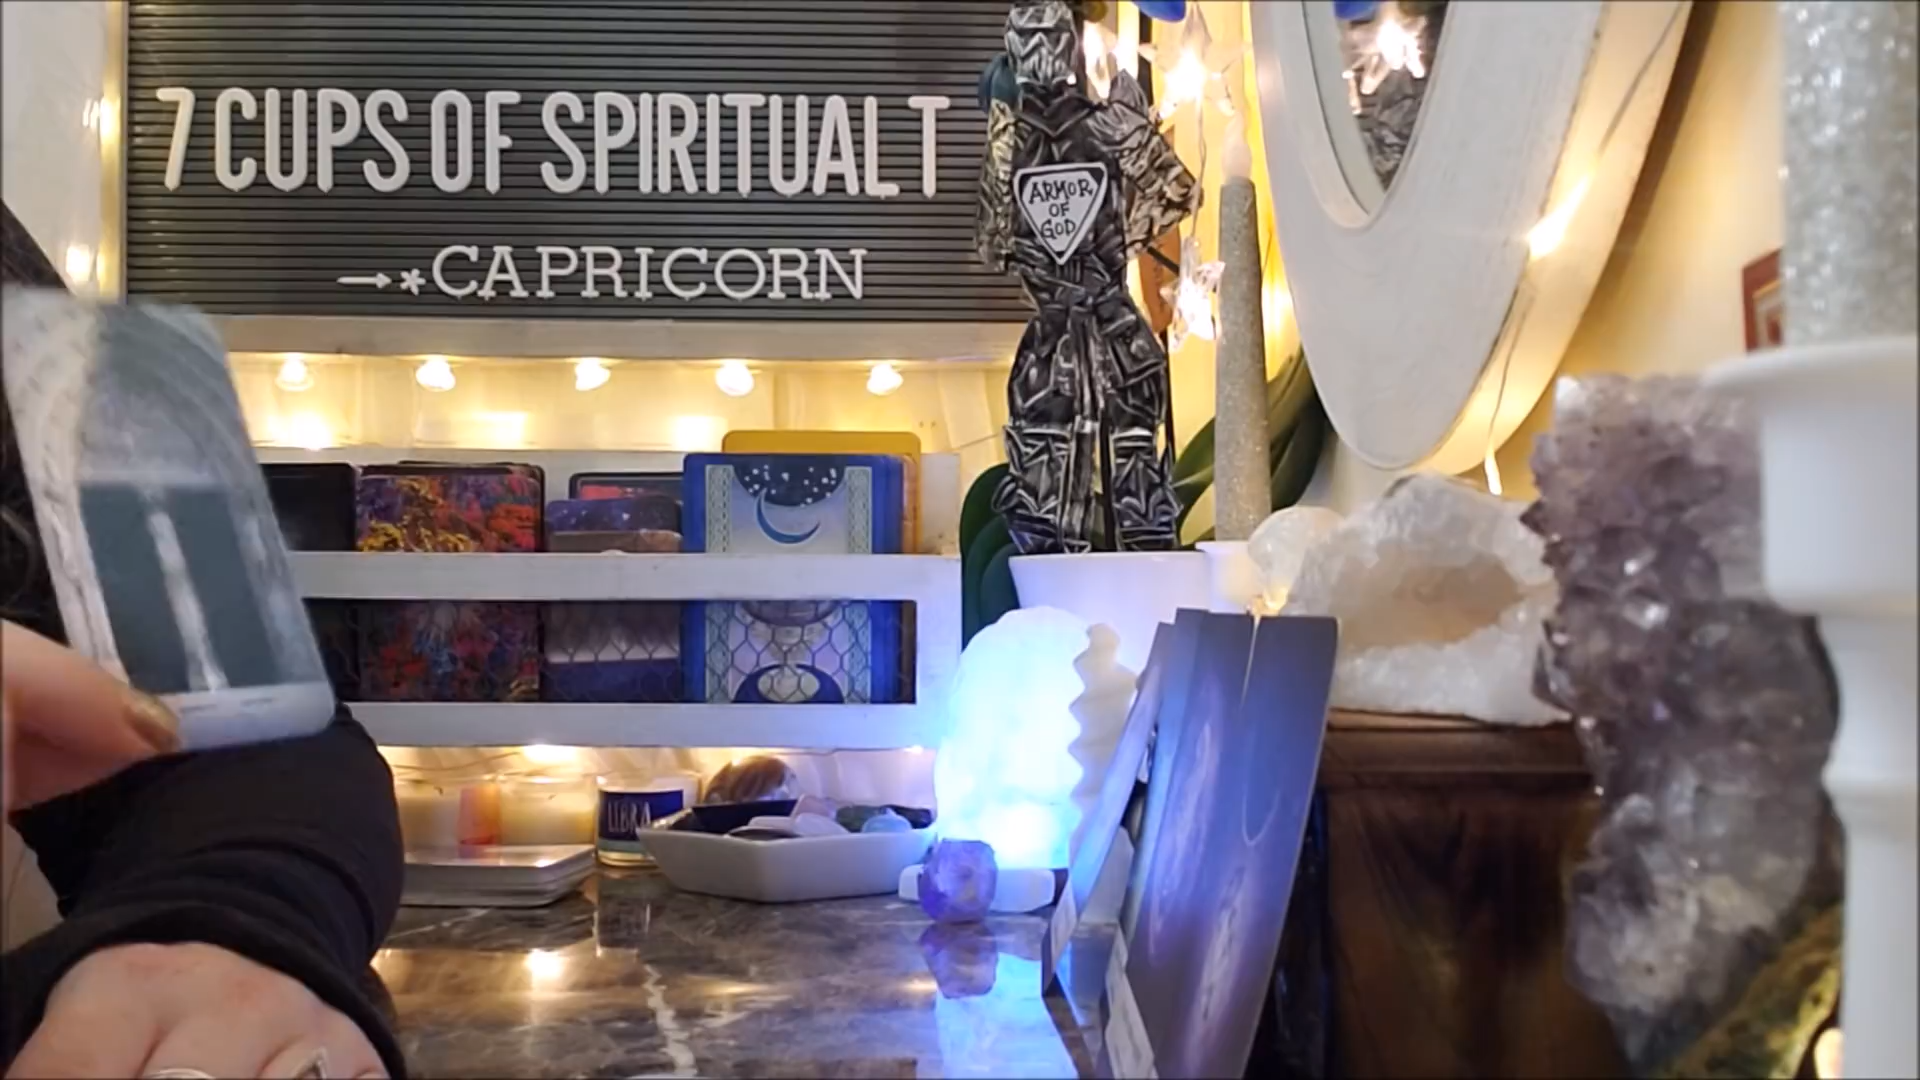 7 CUPS OF SPIRITUAL T
→*CAPRICORN
ARMOR
OF
GOD
LIBRA